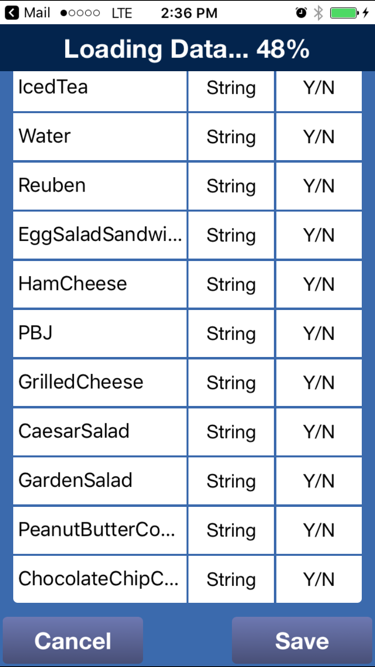 Mail LTE 2:36 PM
Loading Data... 48%
IcedTea String Y/N
Water String Y/N
Reuben String Y/N
EggSaladSandwi... String Y/N
HamCheese String Y/N
PBJ String Y/N
GrilledCheese String Y/N
CaesarSalad String Y/N
GardenSalad String Y/N
PeanutButterCo... String Y/N
ChocolateChipC... String Y/N
Cancel Save